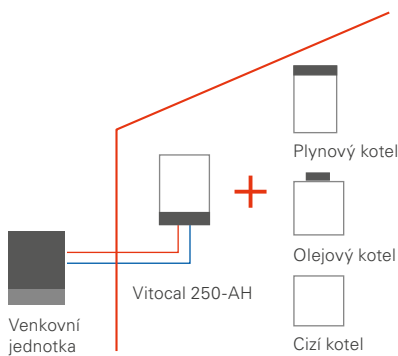 Plynový kotel
Olejový kotel
Vitocal 250-AH
Venkovní
jednotka
Cizí kotel